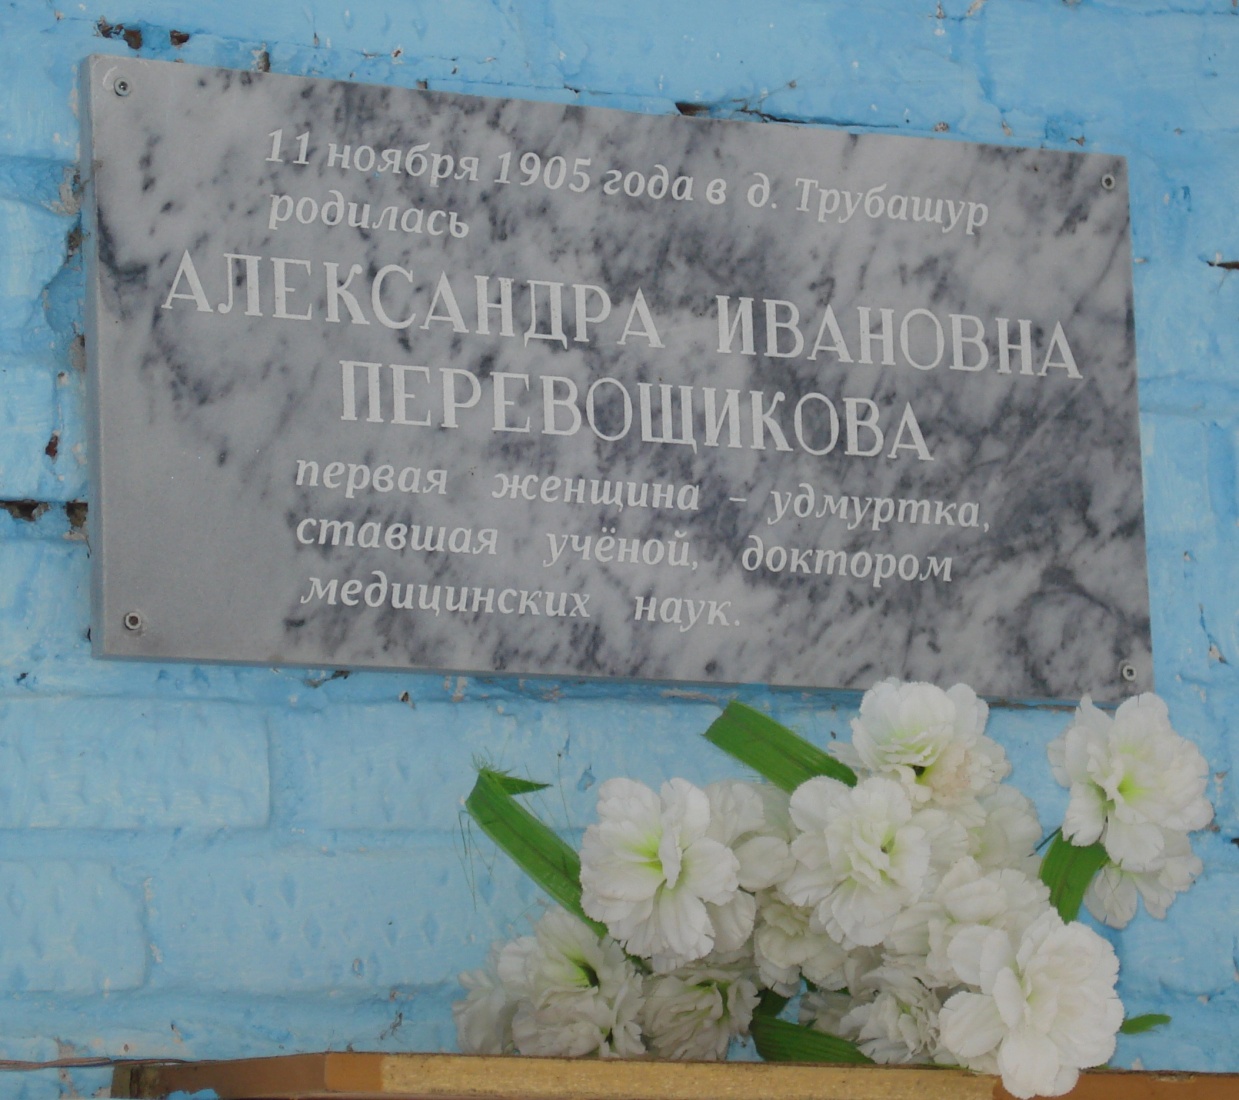 11 ноября 1905 года в д. Трубашур
родилась
АЛЕКСАНДРА ИВАНОВНА
ПЕРЕВОЩИКОВА
первая женщина - удмуртка,
ставшая учёной, доктором
медицинских наук.